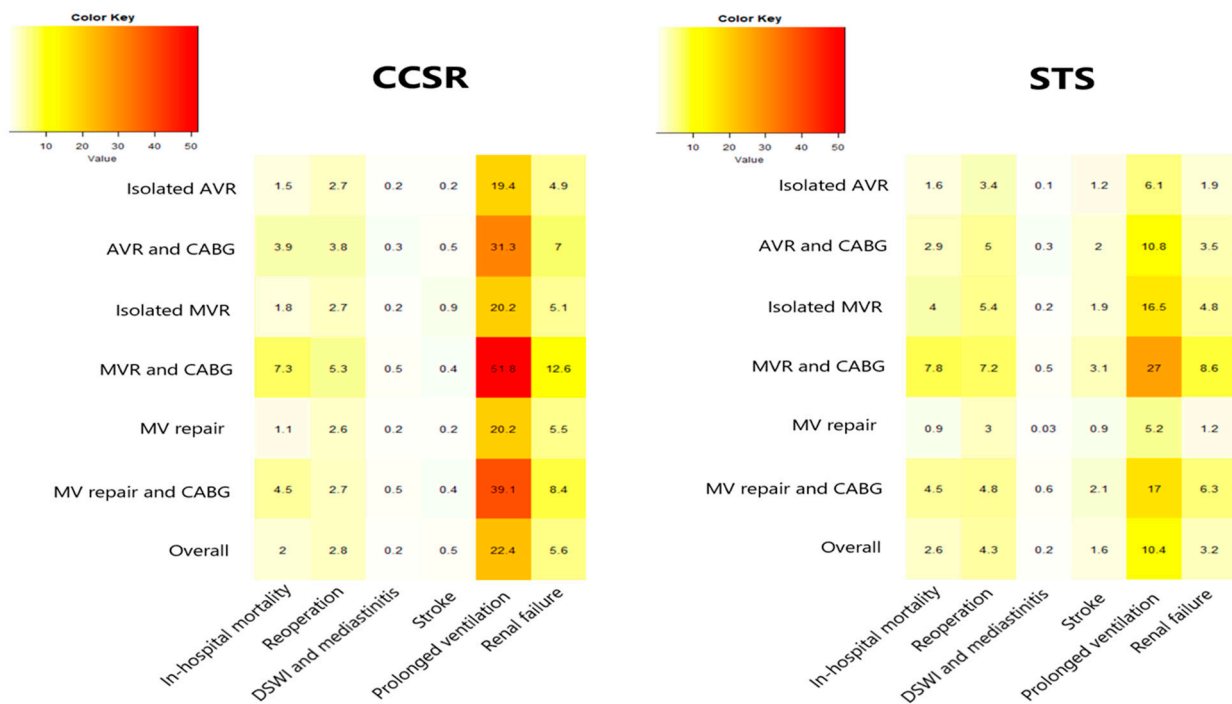 Color Key
10 20 30 40 50
Value
CCSR
Isolated AVR 1.5 2.7 0.2 0.2 19.4 4.9
AVR and CABG 3.9 3.8 0.3 0.5 31.3 7
Isolated MVR 1.8 2.7 0.2 0.9 20.2 5.1
MVR and CABG 7.3 5.3 0.5 0.4 51.8 12.6
MV repair 1.1 2.6 0.2 0.2 20.2 5.5
MV repair and CABG 4.5 2.7 0.5 0.4 39.1 8.4
Overall 2 2.8 0.2 0.5 22.4 5.6
In-hospital mortality
Reoperation
DSWI and mediastinitis
Stroke
Prolonged ventilation
Renal failure
Color Key
10 20 30 40 50
Value
STS
Isolated AVR 1.6 3.4 0.1 1.2 6.1 1.9
AVR and CABG 2.9 5 0.3 2 10.8 3.5
Isolated MVR 4 5.4 0.2 1.9 16.5 4.8
MVR and CABG 7.8 7.2 0.5 3.1 27 8.6
MV repair 0.9 3 0.03 0.9 5.2 1.2
MV repair and CABG 4.5 4.8 0.6 2.1 17 6.3
Overall 2.6 4.3 0.2 1.6 10.4 3.2
In-hospital mortality
Reoperation
DSWI and mediastinitis
Stroke
Prolonged ventilation
Renal failure